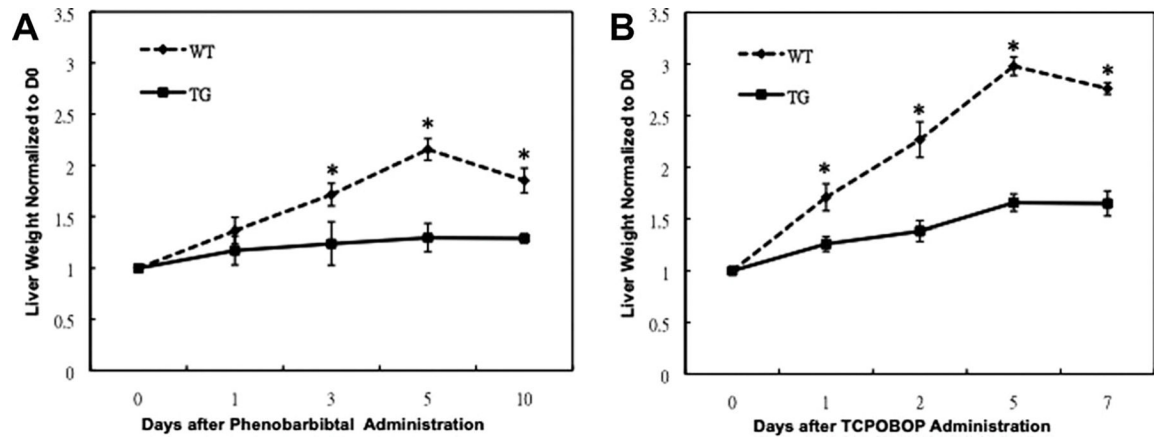 A
Liver Weight Normalized to D0
3.5
3
2.5
2
1.5
1
0.5
0
WT
TG
*
*
*
0 1 3 5 10
Days after Phenobarbibtal Administration
B
Liver Weight Normalized to D0
3.5
3
2.5
2
1.5
1
0.5
0
WT
TG
*
*
*
*
0 1 2 5 7
Days after TCPOBOP Administration